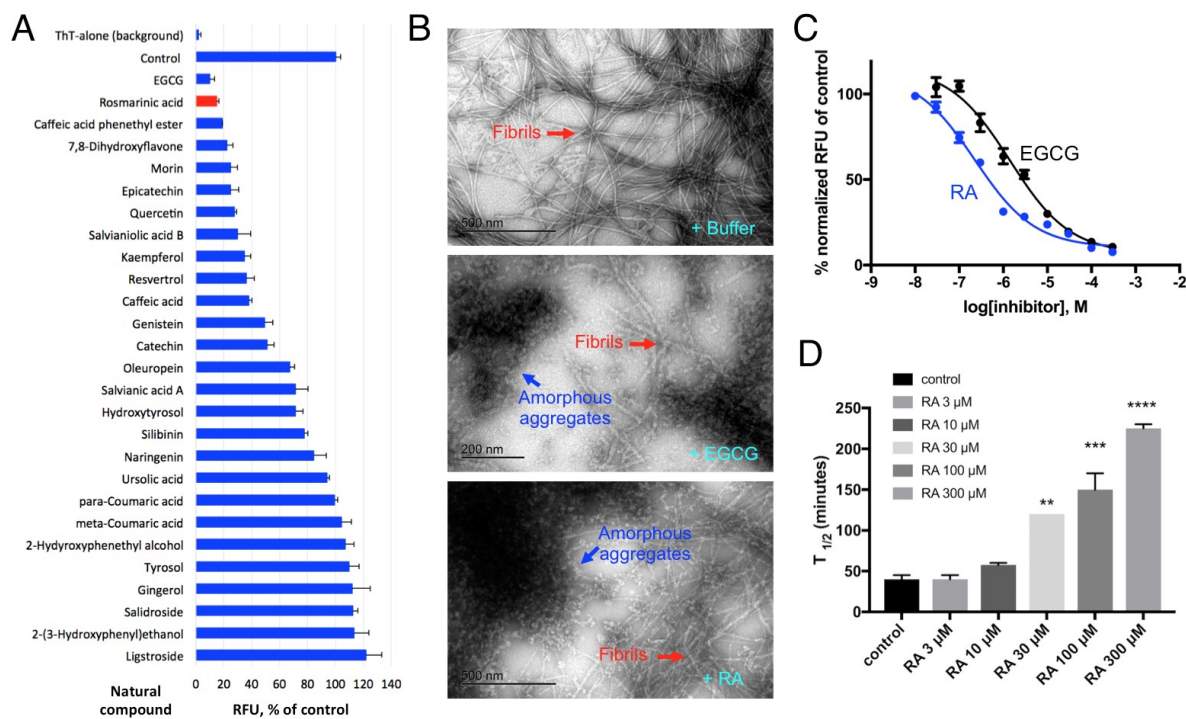 A
ThT-alone (background)
Control
EGCG
Rosmarinic acid
Caffeic acid phenethyl ester
7,8-Dihydroxyflavone
Morin
Epicatechin
Quercetin
Salvianiolic acid B
Kaempferol
Resvertrol
Caffeic acid
Genistein
Catechin
Oleuropein
Salvianic acid A
Hydroxytyrosol
Silibinin
Naringenin
Ursolic acid
para-Coumaric acid
meta-Coumaric acid
2-Hydyroxyphenethyl alcohol
Tyrosol
Gingerol
Salidroside
2-(3-Hydroxyphenyl)ethanol
Ligstroside
0 20 40 60 80 100 120 140
Natural
compound
RFU, % of control
B
Fibrils
500 nm
+ Buffer
Fibrils
Amorphous
aggregates
200 nm
+ EGCG
Amorphous
aggregates
Fibrils
500 nm
+ RA
C
% normalized RFU of control
100
50
0
EGCG
RA
-9 -8 -7 -6 -5 -4 -3 -2
log[inhibitor], M
D
control
RA 3 µM
RA 10 µM
RA 30 µM
RA 100 µM
RA 300 µM
T 1/2 (minutes)
250
200
150
100
50
0
**
***
****
control
RA 3 µM
RA 10 µM
RA 30 µM
RA 100 µM
RA 300 µM